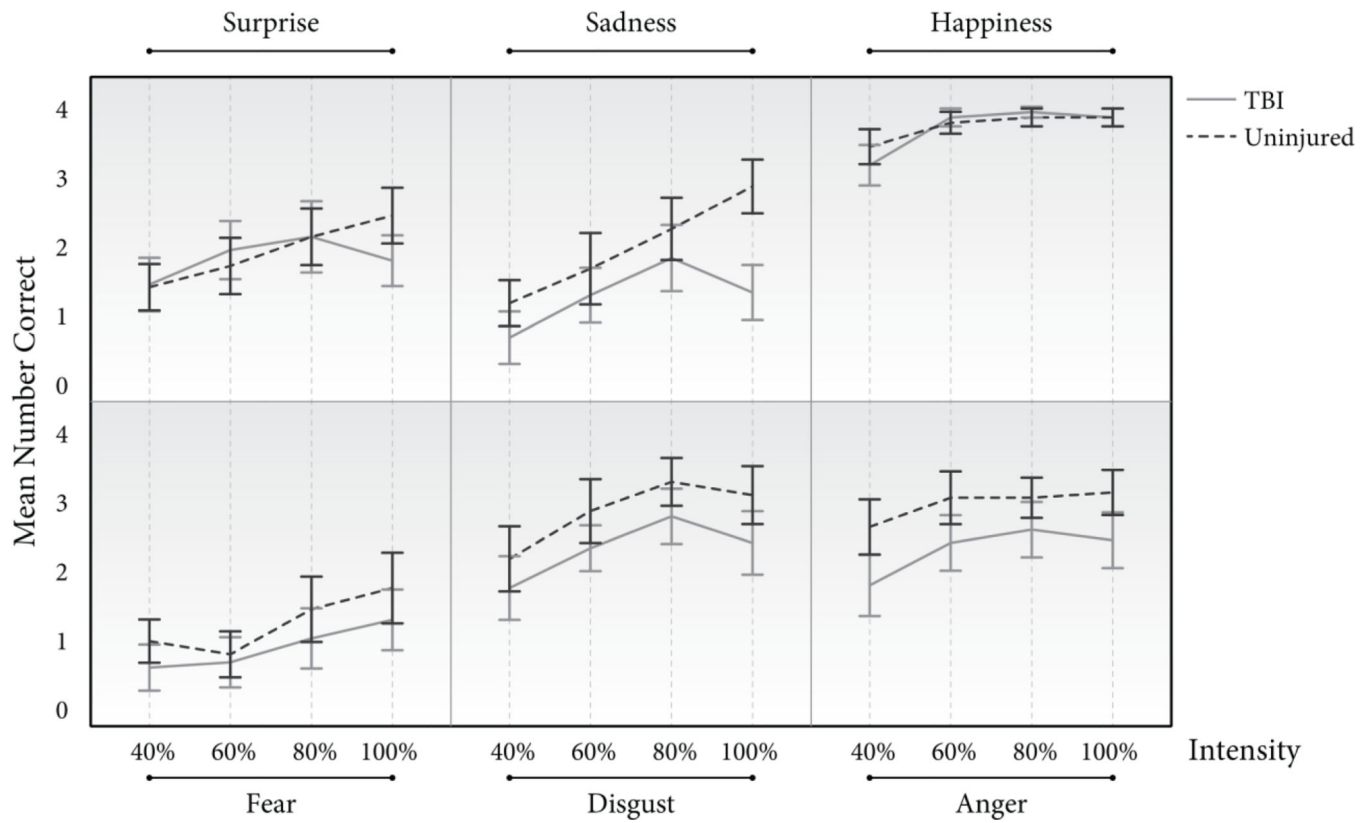 Surprise Sadness Happiness
TBI
Uninjured
Mean Number Correct
4
3
2
1
0
4
3
2
1
0
40% 60% 80% 100% 40% 60% 80% 100% 40% 60% 80% 100% Intensity
Fear Disgust Anger